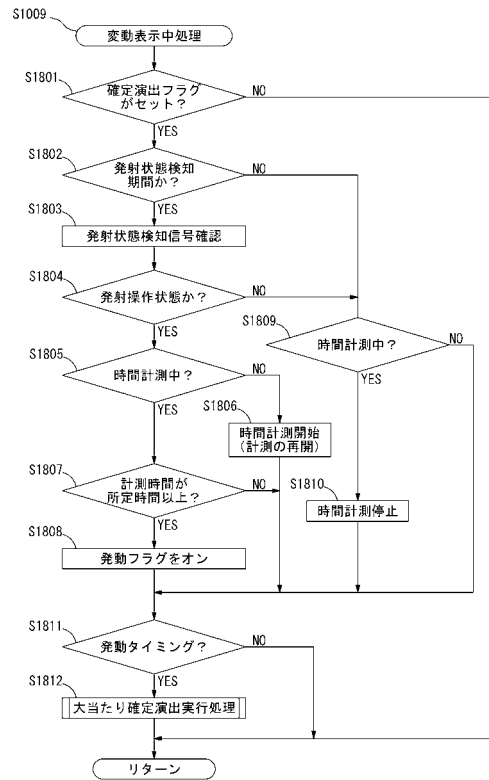 S1009
変動表示中処理
S1801
確定演出フラグ
がセット?
NO
YES
S1802
発射状態検知
期間か?
NO
YES
S1803
発射状態検知信号確認
S1804
発射操作状態か?
NO
YES
S1809
時間計測中?
NO
YES
S1805
時間計測中?
NO
YES
S1806
時間計測開始
(計測の再開)
S1807
計測時間が
所定時間以上?
NO
YES
S1810
時間計測停止
S1808
発動フラグをオン
S1811
発動タイミング?
NO
YES
S1812
大当たり確定演出実行処理
リターン